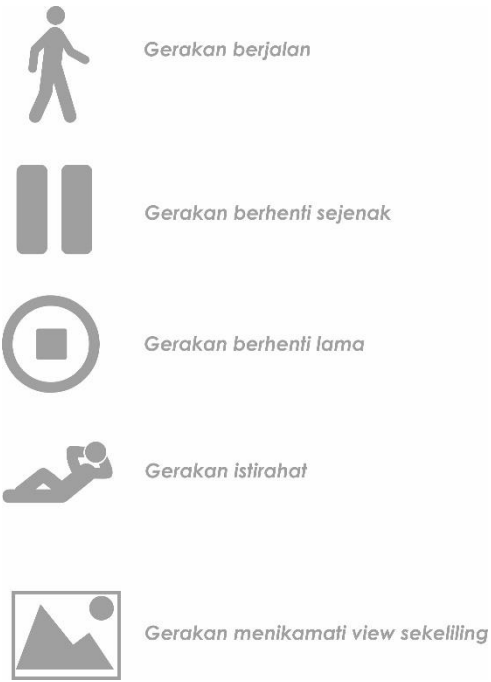 Gerakan berjalan
Gerakan berhenti sejenak
Gerakan berhenti lama
Gerakan istirahat
Gerakan menikamati view sekeliling